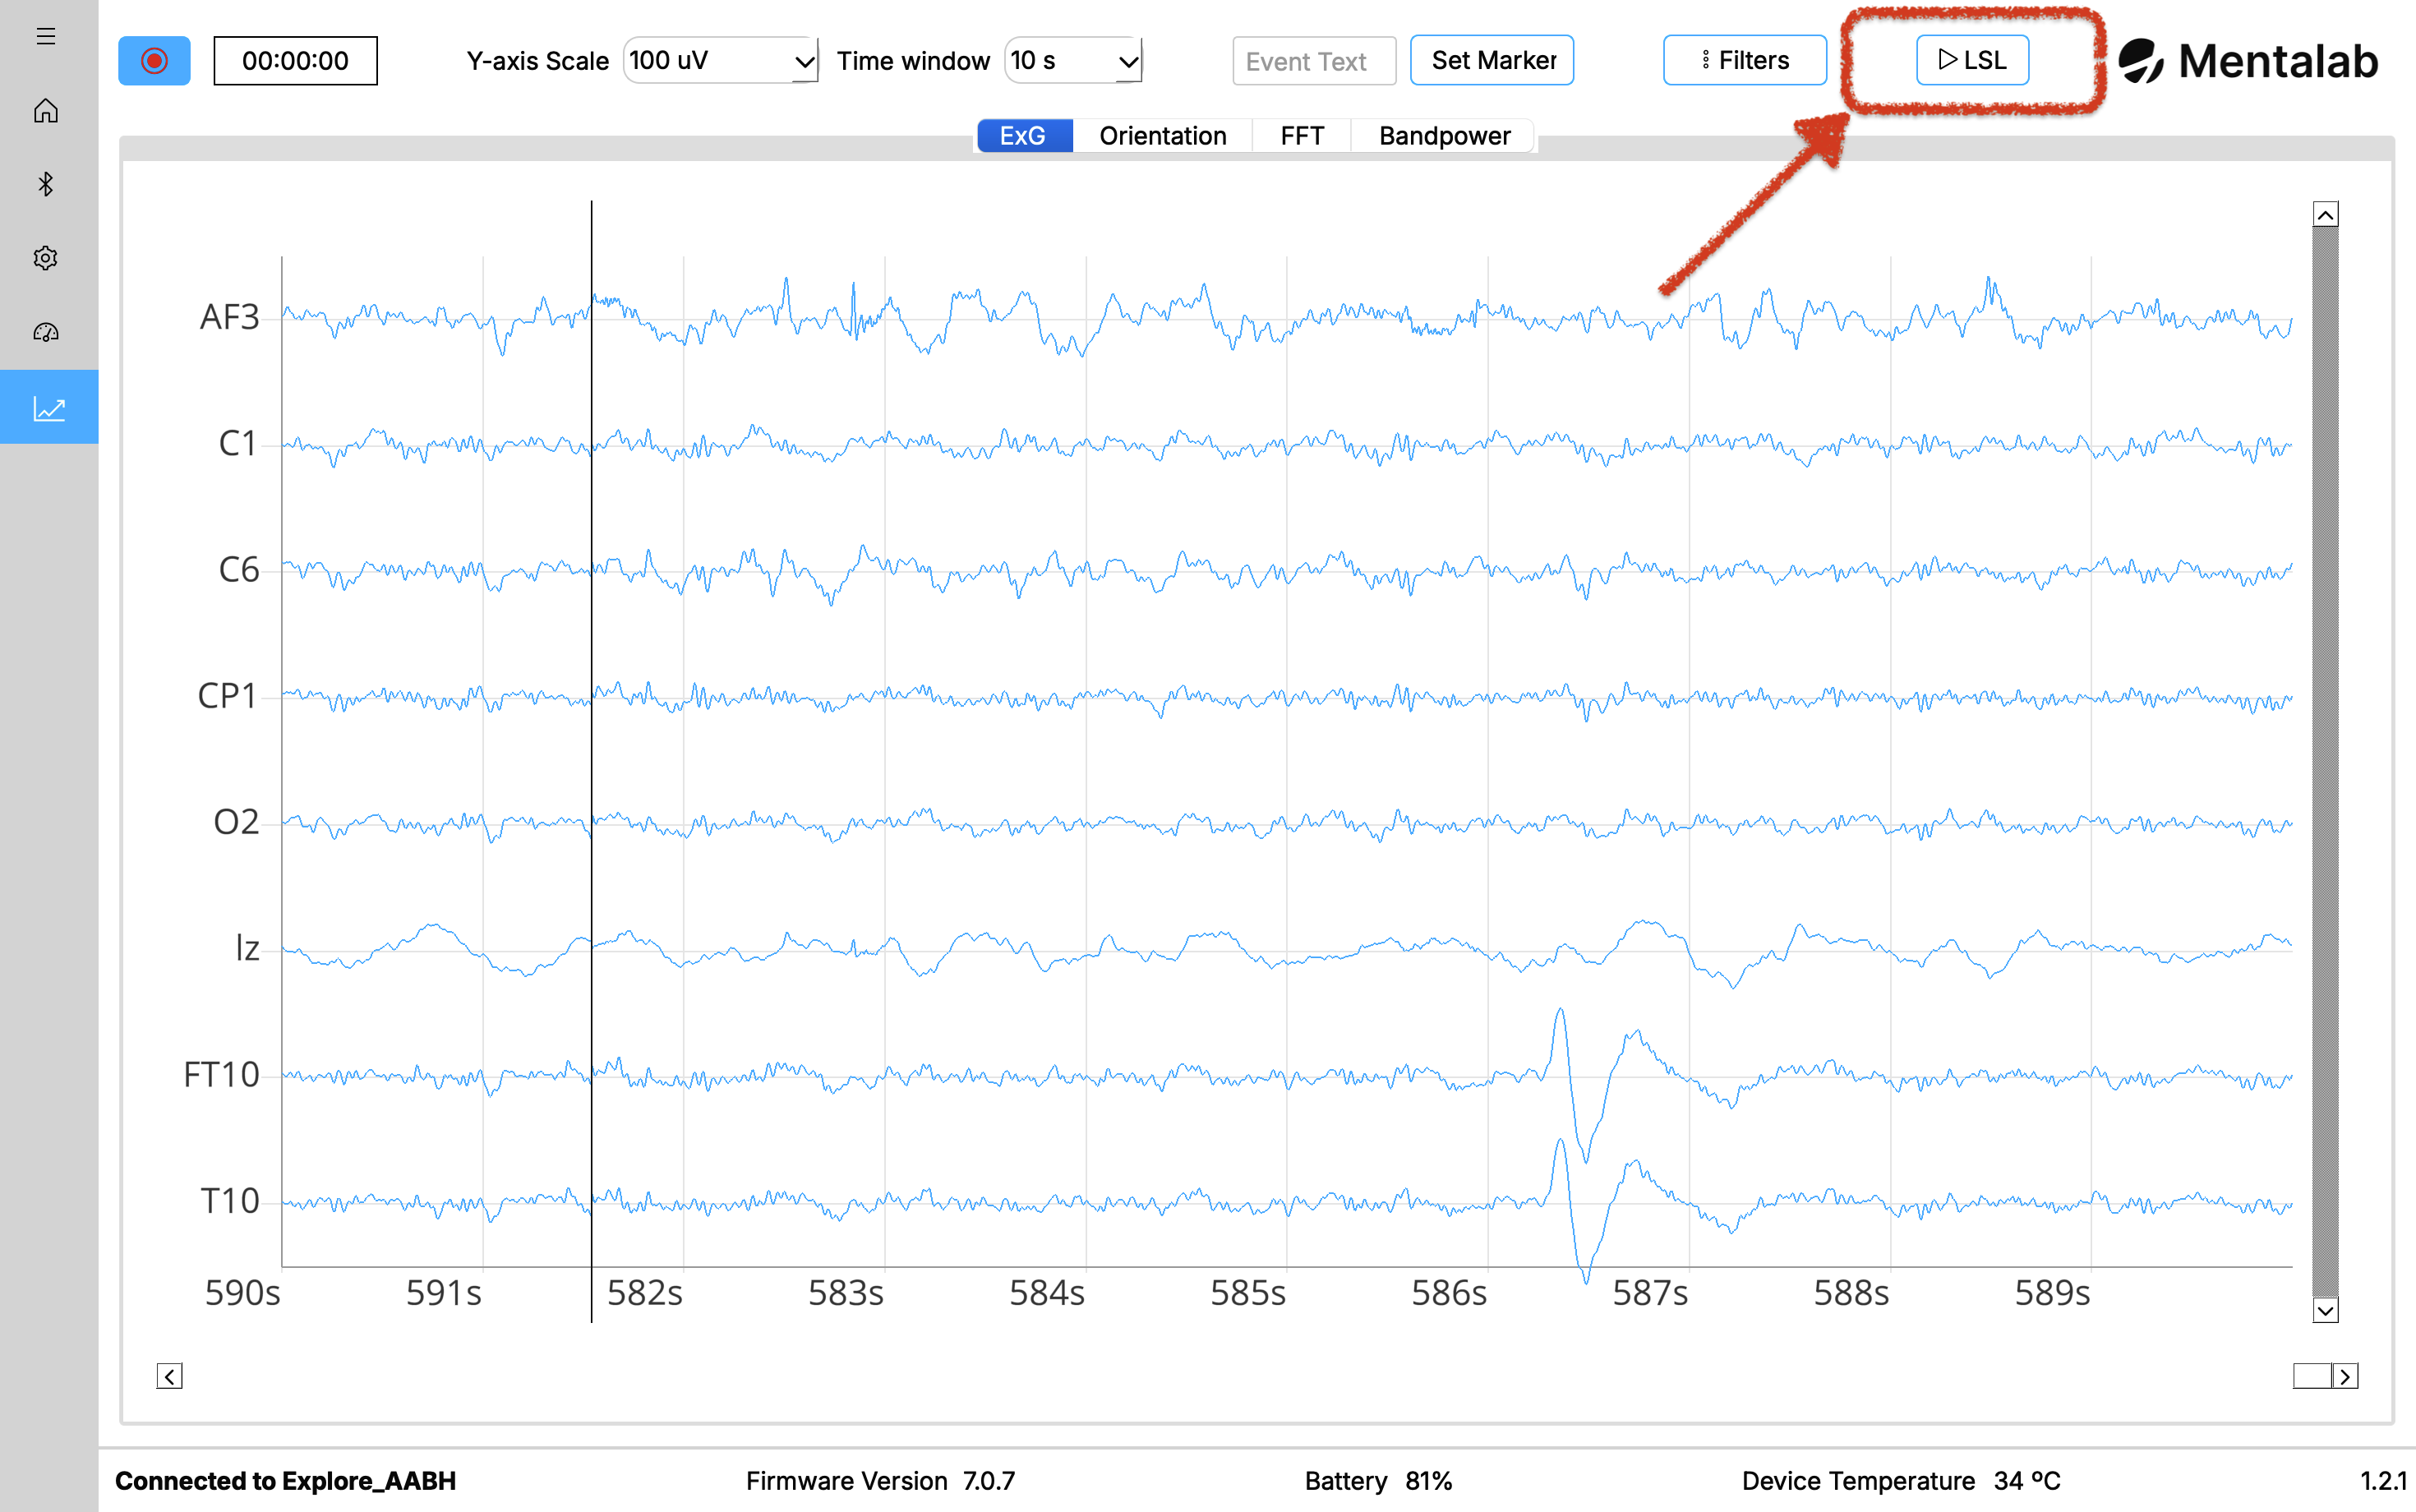 00:00:00 Y-axis Scale 100 uV Time window 10 s Event Text Set Marker Filters LSL Mentalab
ExG Orientation FFT Bandpower
AF3
C1
C6
CP1
O2
Iz
FT10
T10
590s 591s 582s 583s 584s 585s 586s 587s 588s 589s
Connected to Explore_AABH Firmware Version 7.0.7 Battery 81% Device Temperature 34 ºC 1.2.1